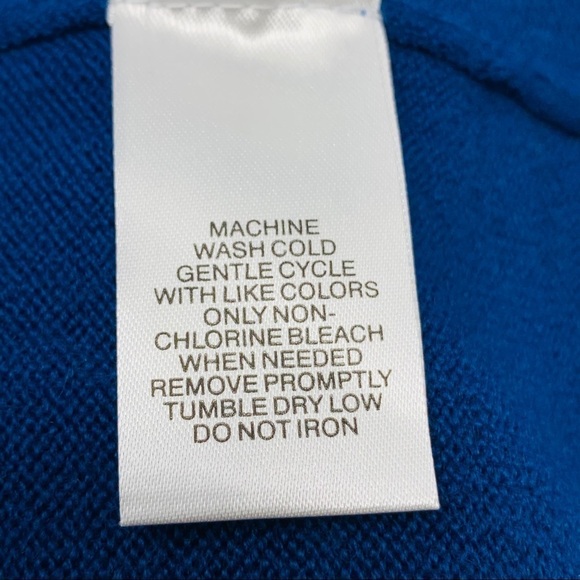 MACHINE
WASH COLD
GENTLE CYCLE
WITH LIKE COLORS
ONLY NON-
CHLORINE BLEACH
WHEN NEEDED
REMOVE PROMPTLY
TUMBLE DRY LOW
DO NOT IRON